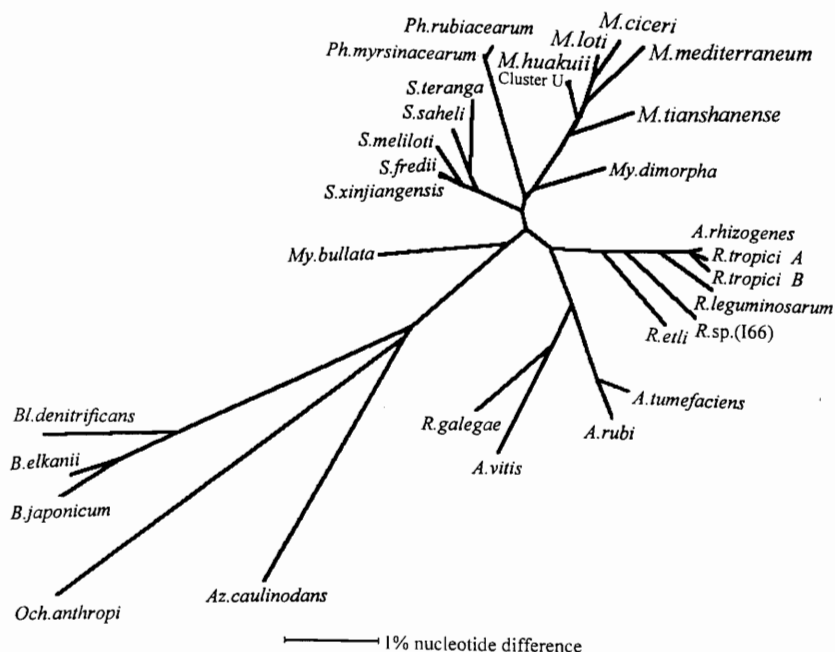 Ph.rubiacearum
Ph.myrsinacearum
M.ciceri
M.loti
M.huakuii
Cluster U
M.mediterraneum
S.teranga
S.saheli
M.tianshanense
S.meliloti
S.fredii
S.xinjiangensis
My.dimorpha
My.bullata
A.rhizogenes
R.tropici A
R.tropici B
R.leguminosarum
R.etli
R.sp.(I66)
A.tumefaciens
R.galegae
A.rubi
A.vitis
Bl.denitrificans
B.elkanii
B.japonicum
Az.caulinodans
Och.anthropi
1% nucleotide difference